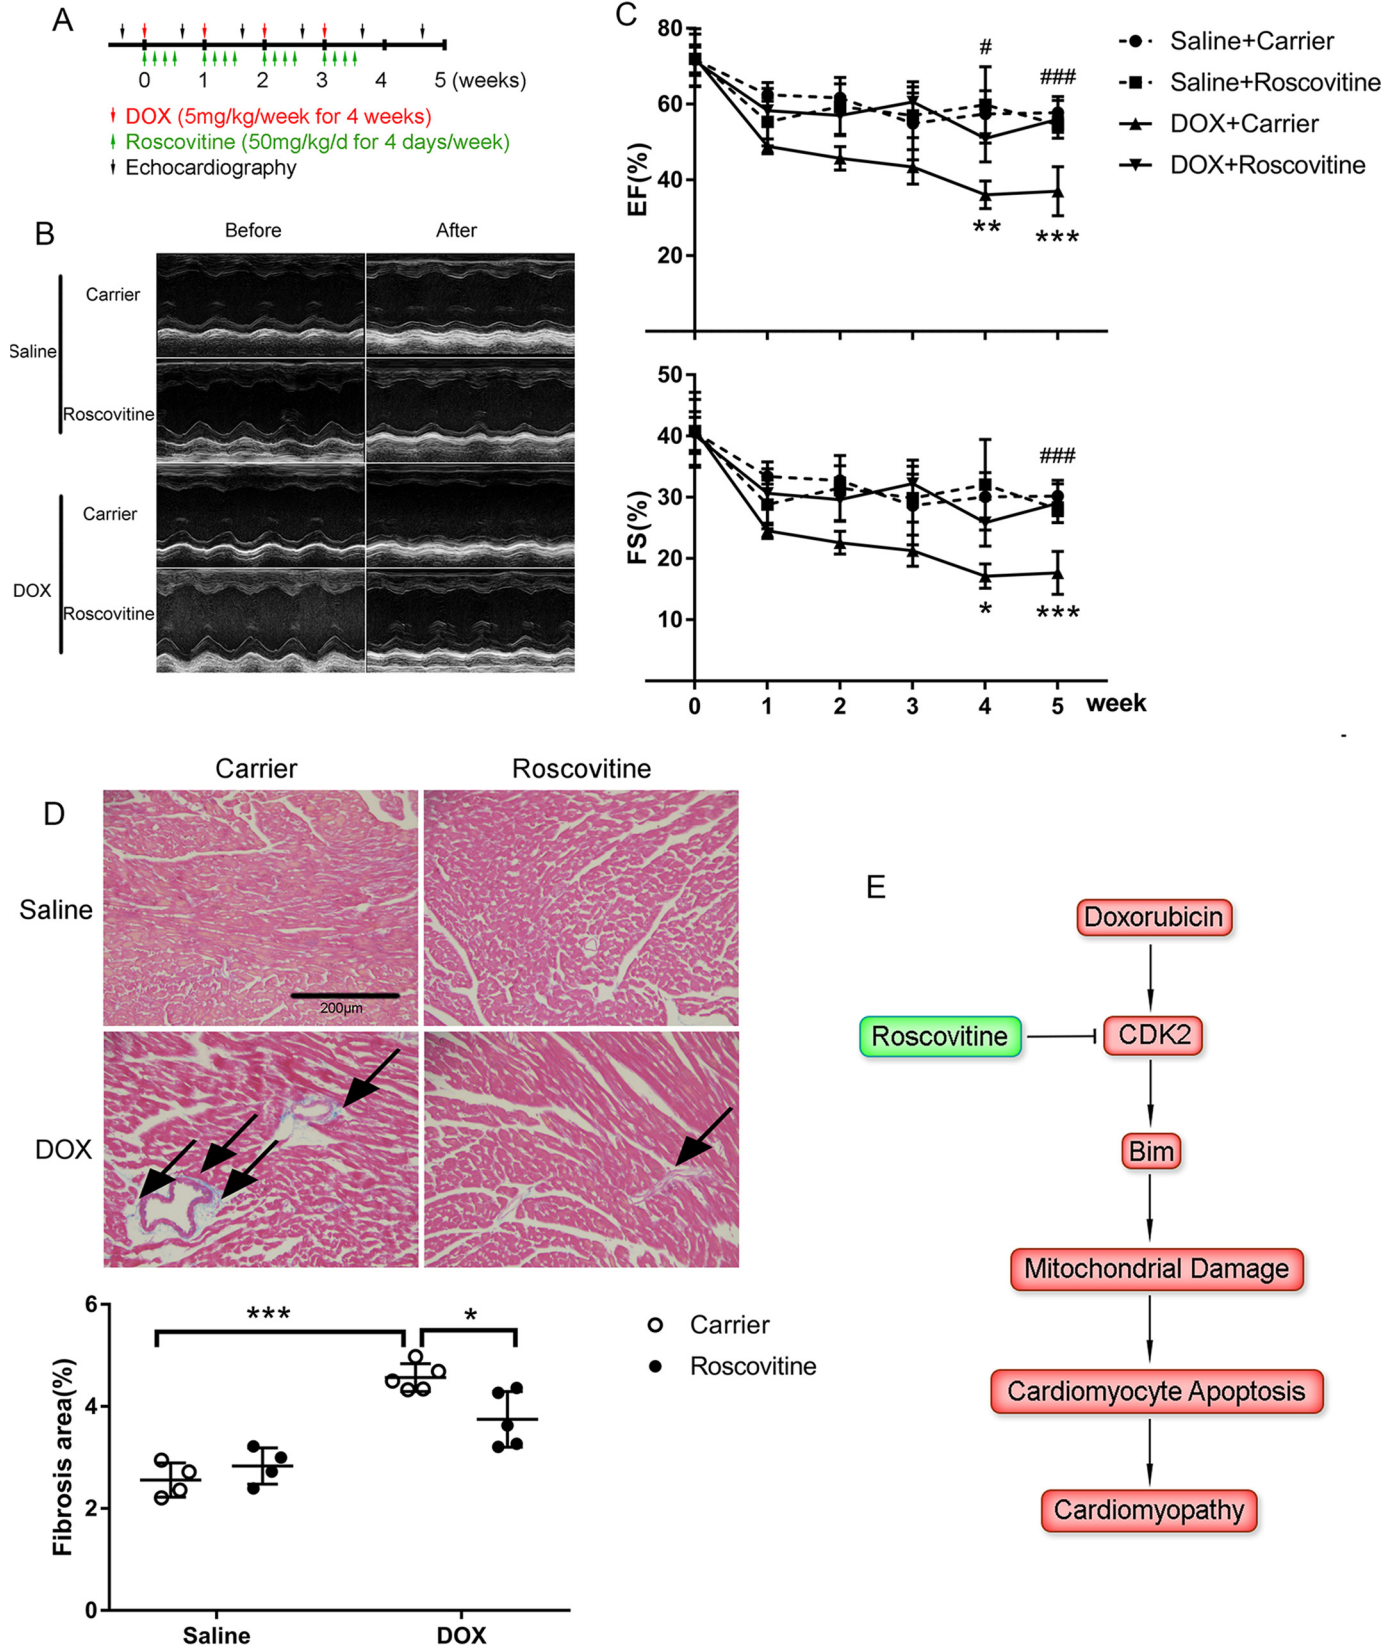 A
0 1 2 3 4 5 (weeks)
DOX (5mg/kg/week for 4 weeks)
Roscovitine (50mg/kg/d for 4 days/week)
Echocardiography
B
Before After
Saline
Carrier
Roscovitine
DOX
Carrier
Roscovitine
C
EF(%)
80
60
40
20
#
###
**
***
Saline+Carrier
Saline+Roscovitine
DOX+Carrier
DOX+Roscovitine
FS(%)
50
40
30
20
10
###
*
***
0 1 2 3 4 5 week
D
Carrier Roscovitine
Saline
200μm
DOX
Fibrosis area(%)
6
4
2
0
***
*
Carrier
Roscovitine
Saline DOX
E
Doxorubicin
Roscovitine
CDK2
Bim
Mitochondrial Damage
Cardiomyocyte Apoptosis
Cardiomyopathy